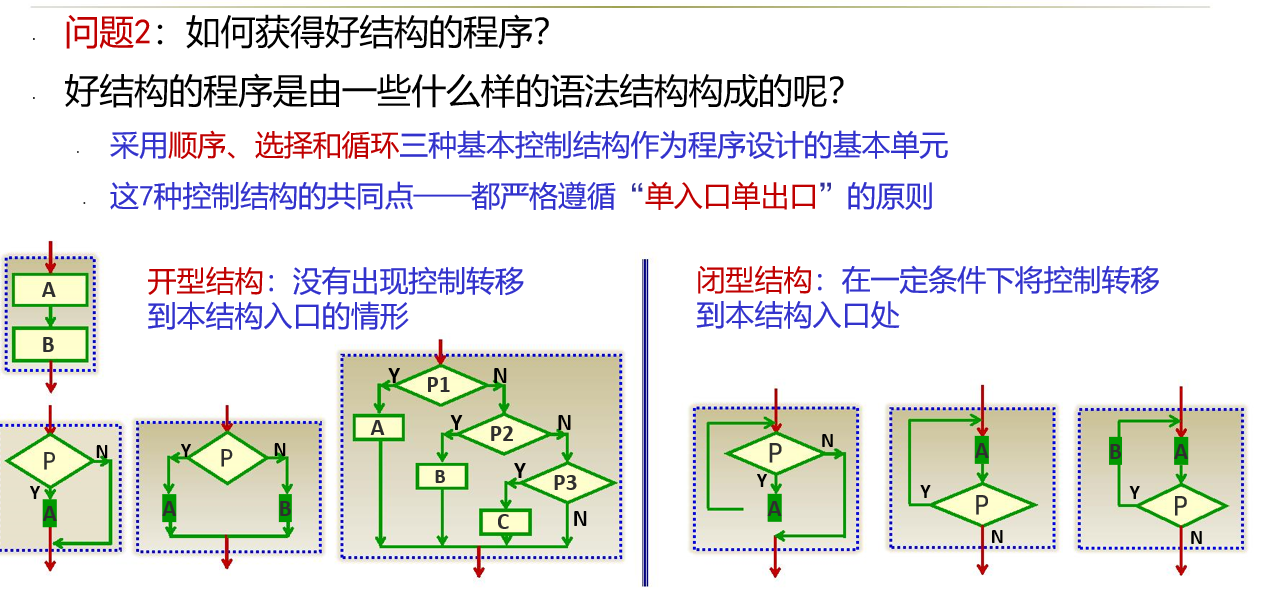 问题2：如何获得好结构的程序？
好结构的程序是由一些什么样的语法结构构成的呢？
采用顺序、选择和循环三种基本控制结构作为程序设计的基本单元
这7种控制结构的共同点——都严格遵循“单入口单出口”的原则
A
B
开型结构：没有出现控制转移
到本结构入口的情形
P
N
Y
A
Y
P
N
A
B
Y
P1
N
A
Y
P2
N
B
Y
P3
C
N
闭型结构：在一定条件下将控制转移
到本结构入口处
P
N
Y
A
A
Y
P
N
B
A
Y
P
N